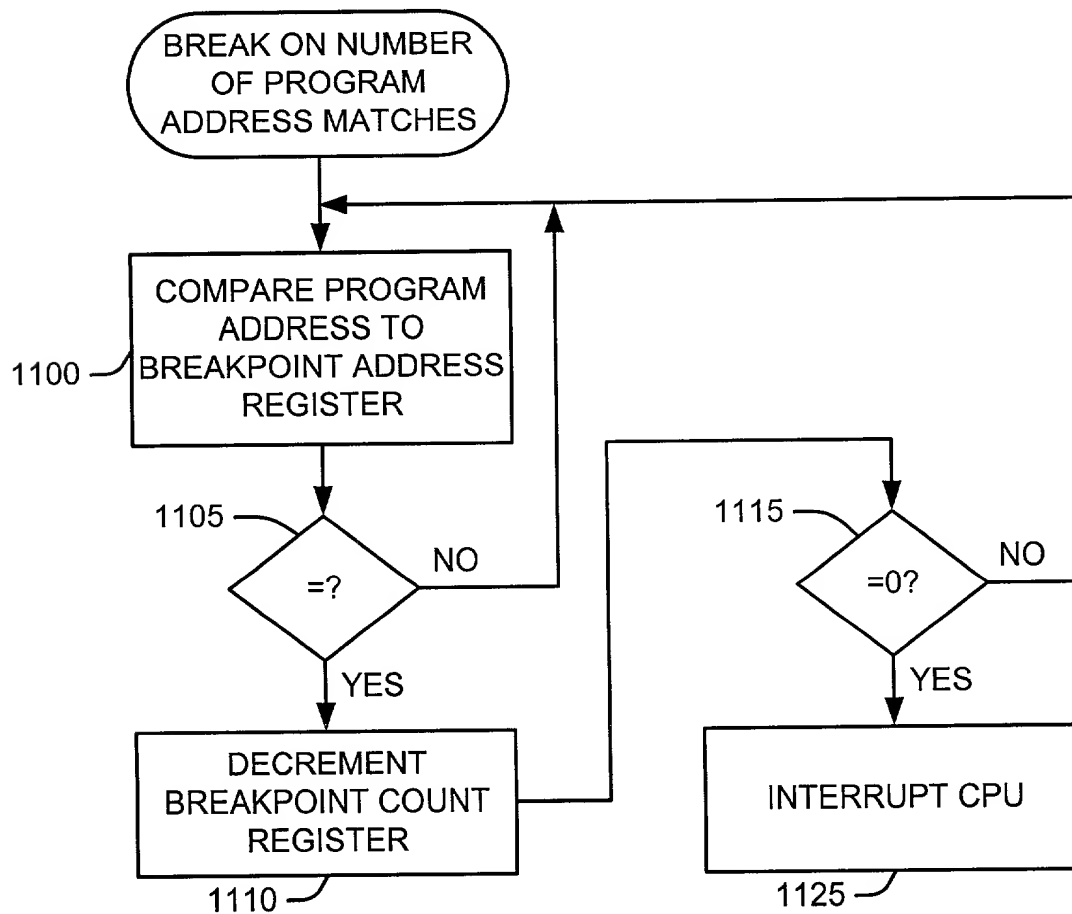 BREAK ON NUMBER
OF PROGRAM
ADDRESS MATCHES
COMPARE PROGRAM
ADDRESS TO
BREAKPOINT ADDRESS
REGISTER
1100
1105
=?
NO
YES
DECREMENT
BREAKPOINT COUNT
REGISTER
1110
1115
=0?
NO
YES
INTERRUPT CPU
1125